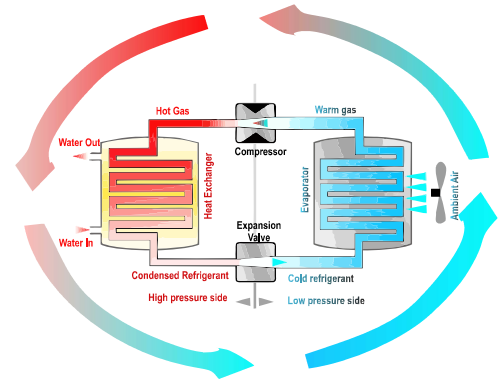 Hot Gas
Warm gas
Water Out
Compressor
Heat Exchanger
Evaporator
Ambient Air
Water In
Expansion
Valve
Condensed Refrigerant
Cold refrigerant
High pressure side
Low pressure side